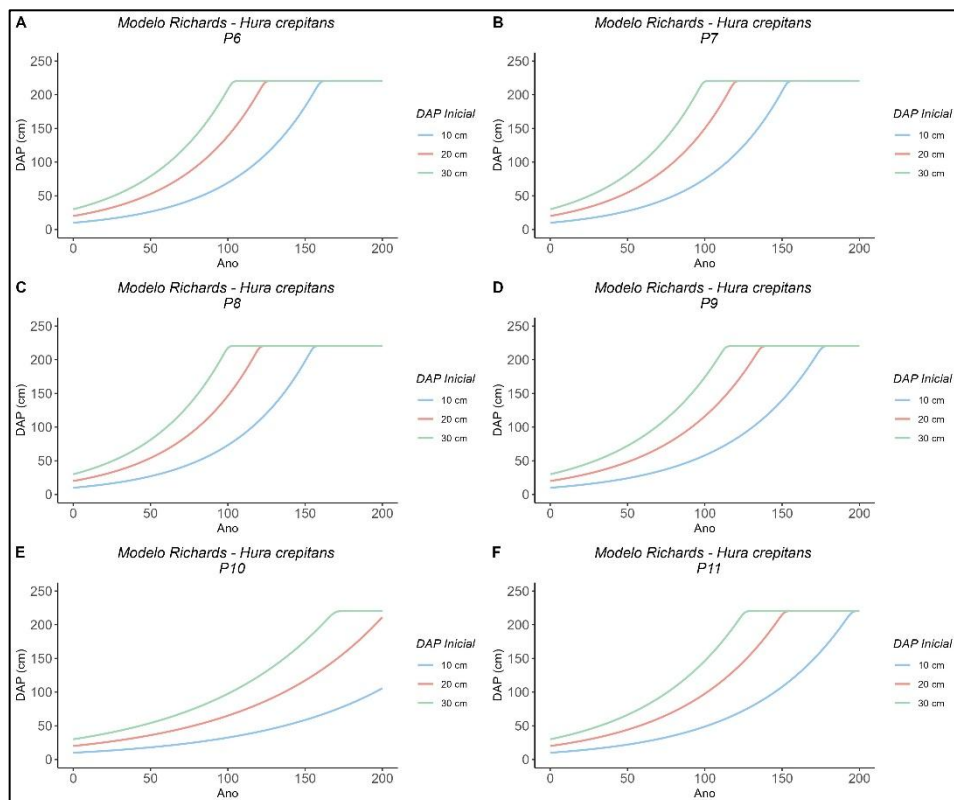 A
Modelo Richards - Hura crepitans
P6
250
200
150
100
50
0
DAP (cm)
0 50 100 150 200
Ano
DAP Inicial
10 cm
20 cm
30 cm
B
Modelo Richards - Hura crepitans
P7
250
200
150
100
50
0
DAP (cm)
0 50 100 150 200
Ano
DAP Inicial
10 cm
20 cm
30 cm
C
Modelo Richards - Hura crepitans
P8
250
200
150
100
50
0
DAP (cm)
0 50 100 150 200
Ano
DAP Inicial
10 cm
20 cm
30 cm
D
Modelo Richards - Hura crepitans
P9
250
200
150
100
50
0
DAP (cm)
0 50 100 150 200
Ano
DAP Inicial
10 cm
20 cm
30 cm
E
Modelo Richards - Hura crepitans
P10
250
200
150
100
50
0
DAP (cm)
0 50 100 150 200
Ano
DAP Inicial
10 cm
20 cm
30 cm
F
Modelo Richards - Hura crepitans
P11
250
200
150
100
50
0
DAP (cm)
0 50 100 150 200
Ano
DAP Inicial
10 cm
20 cm
30 cm